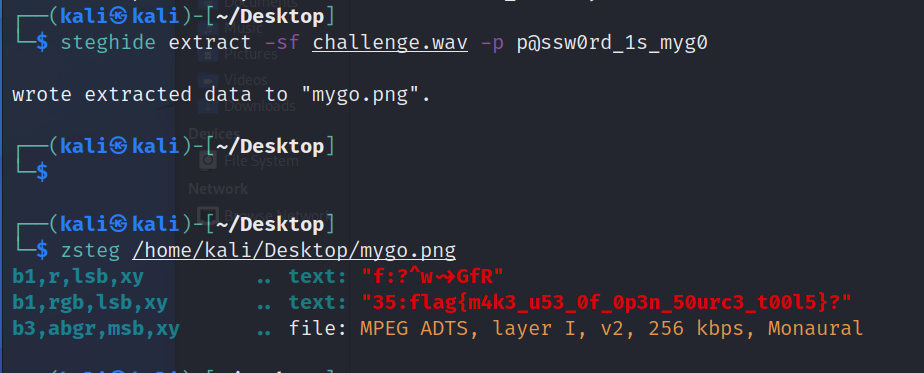 Documents
┌──(kali㉿kali)-[~/Desktop]
└─$ steghide extract -sf challenge.wav -p p@ssw0rd_1s_myg0
Music
Pictures
wrote extracted data to "mygo.png".
Videos
Downloads
Devices
┌──(kali㉿kali)-[~/Desktop]
└─$
File System
Network
┌──(kali㉿kali)-[~/Desktop]
Browse Network
└─$ zsteg /home/kali/Desktop/mygo.png
b1,r,lsb,xy .. text: "f:?^w~>GfR"
b1,rgb,lsb,xy .. text: "35:flag{m4k3_u53_0f_0p3n_50urc3_t00l5}?"
b3,abgr,msb,xy .. file: MPEG ADTS, layer I, v2, 256 kbps, Monaural